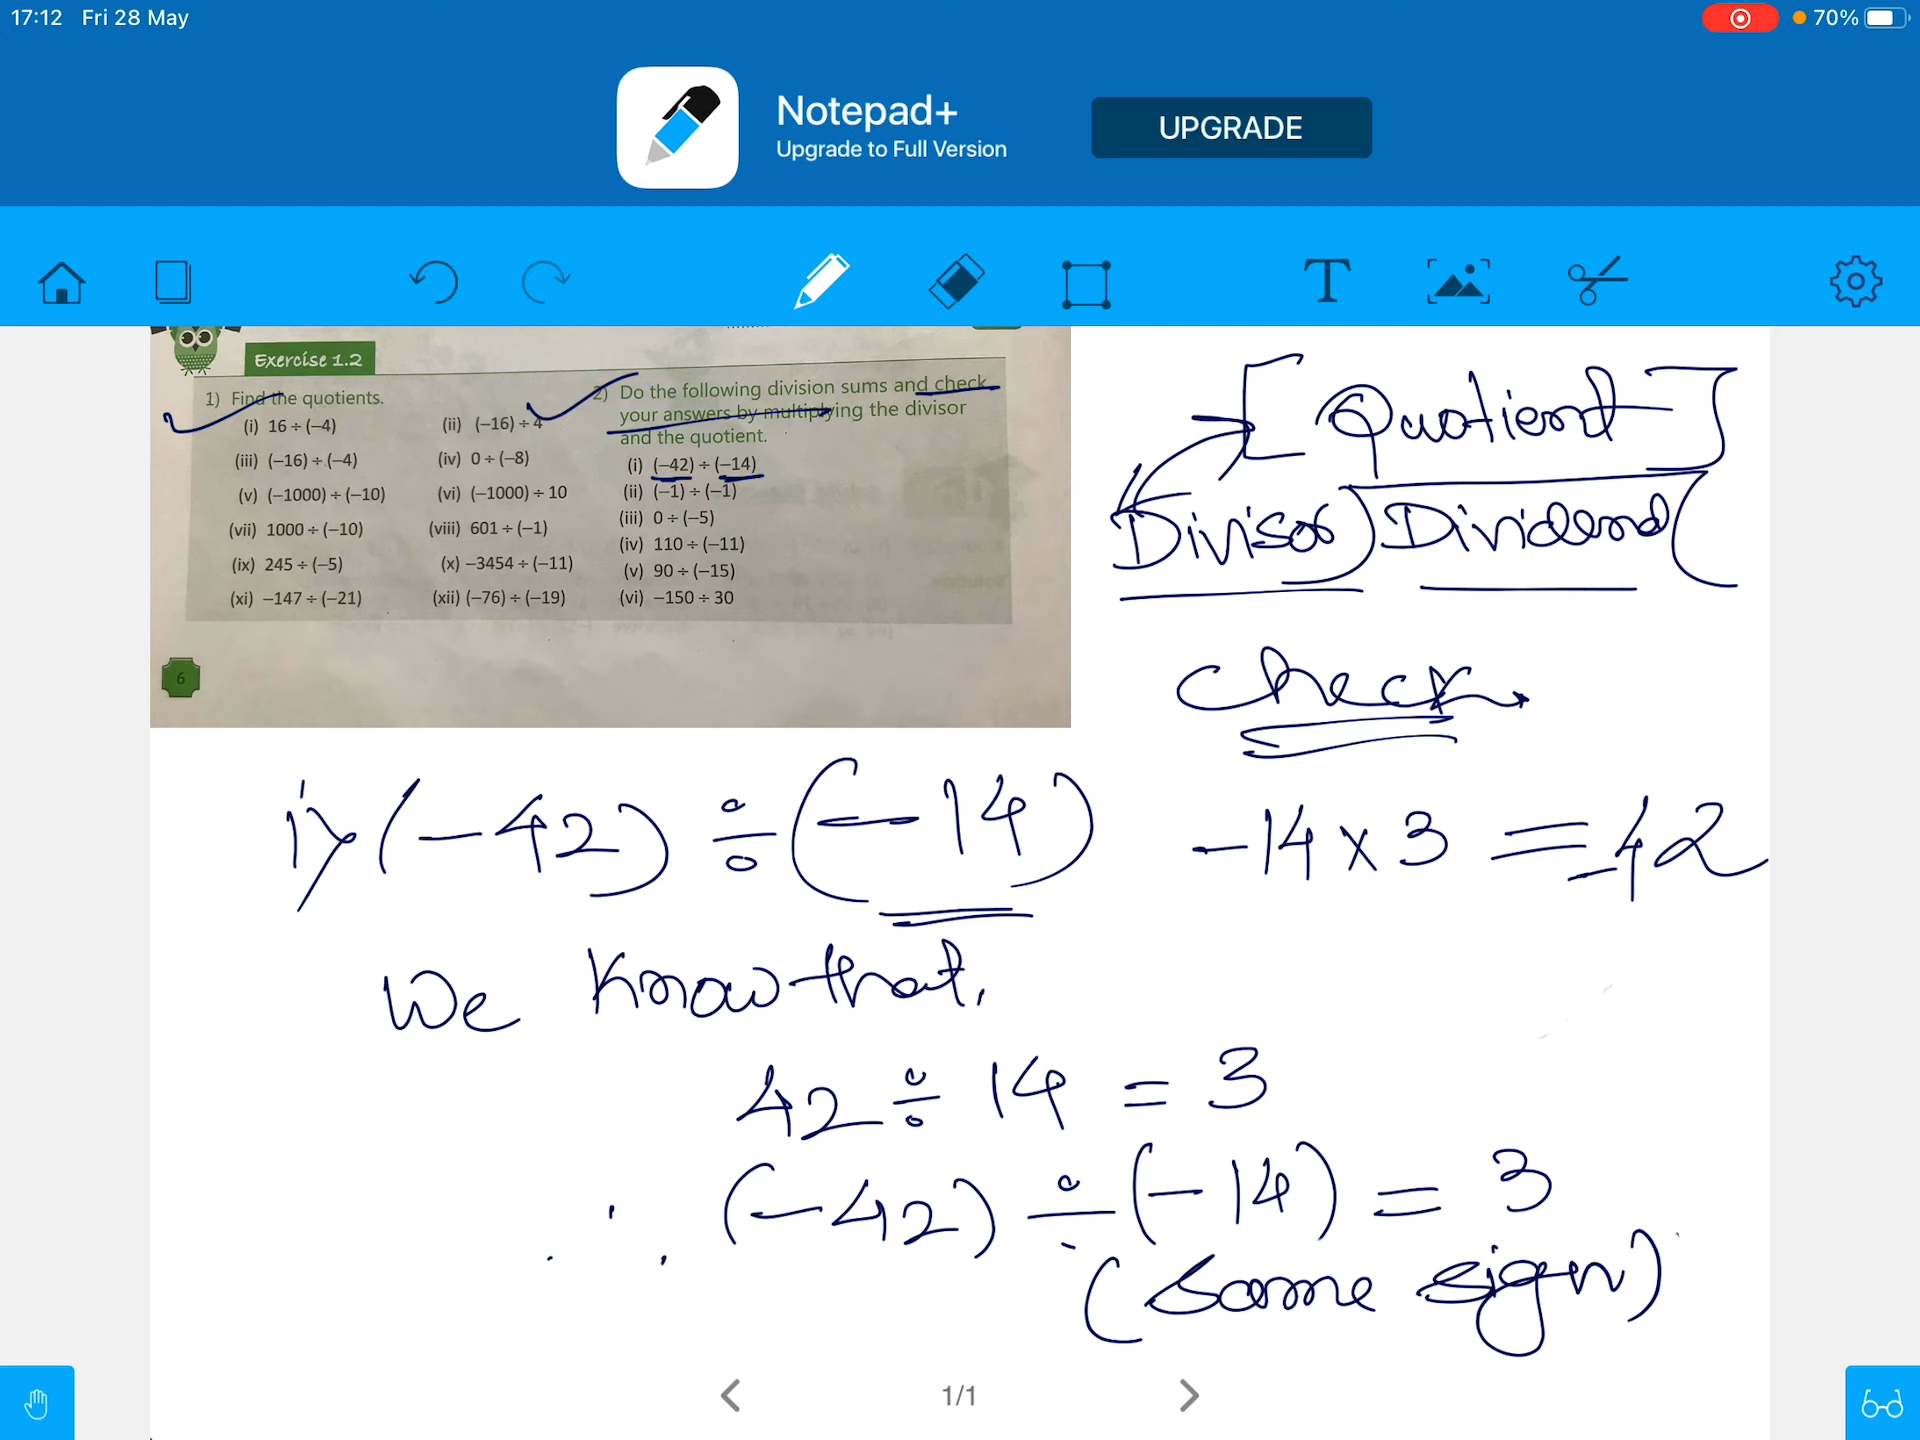 17:12 Fri 28 May
70%
Notepad+
Upgrade to Full Version
UPGRADE
T
Exercise 1.2
1) Find the quotients.
(i) 16 ÷ (−4) (ii) (−16) ÷ 4
(iii) (−16) ÷ (−4) (iv) 0 ÷ (−8)
(v) (−1000) ÷ (−10) (vi) (−1000) ÷ 10
(vii) 1000 ÷ (−10) (viii) 601 ÷ (−1)
(ix) 245 ÷ (−5) (x) −3454 ÷ (−11)
(xi) −147 ÷ (−21) (xii) (−76) ÷ (−19)
2) Do the following division sums and check
your answers by multiplying the divisor
and the quotient.
(i) (−42) ÷ (−14)
(ii) (−1) ÷ (−1)
(iii) 0 ÷ (−5)
(iv) 110 ÷ (−11)
(v) 90 ÷ (−15)
(vi) −150 ÷ 30
6
[Quotient]
Divisor) Dividend (
Check
i) (−42) ÷ (−14)
−14 × 3 = −42
We know that,
42 ÷ 14 = 3
∴ (−42) ÷ (−14) = 3
(Same sign)
1/1